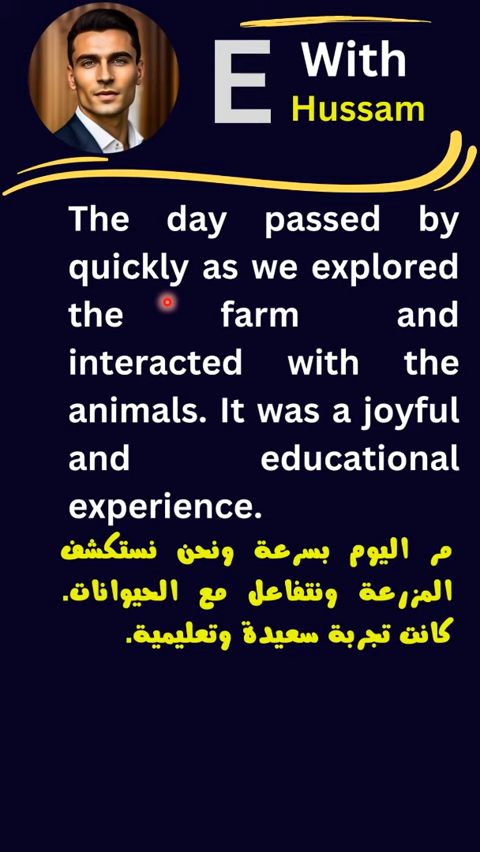 E With
Hussam
The day passed by
quickly as we explored
the farm and
interacted with the
animals. It was a joyful
and educational
experience.
مر اليوم بسرعة ونحن نستكشف
المزرعة ونتفاعل مع الحيوانات.
كانت تجربة سعيدة وتعليمية.